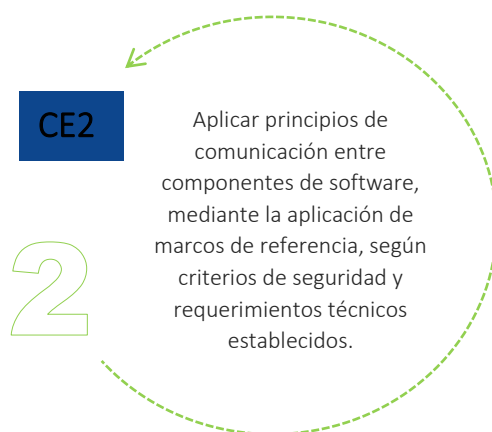 CE2
2
Aplicar principios de
comunicación entre
componentes de software,
mediante la aplicación de
marcos de referencia, según
criterios de seguridad y
requerimientos técnicos
establecidos.